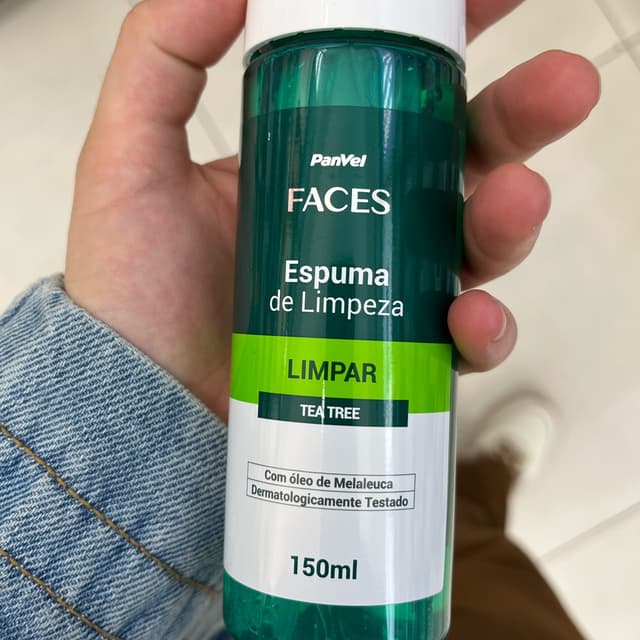 PanVel
FACES
Espuma
de Limpeza
LIMPAR
TEA TREE
Com óleo de Melaleuca
Dermatologicamente Testado
150ml